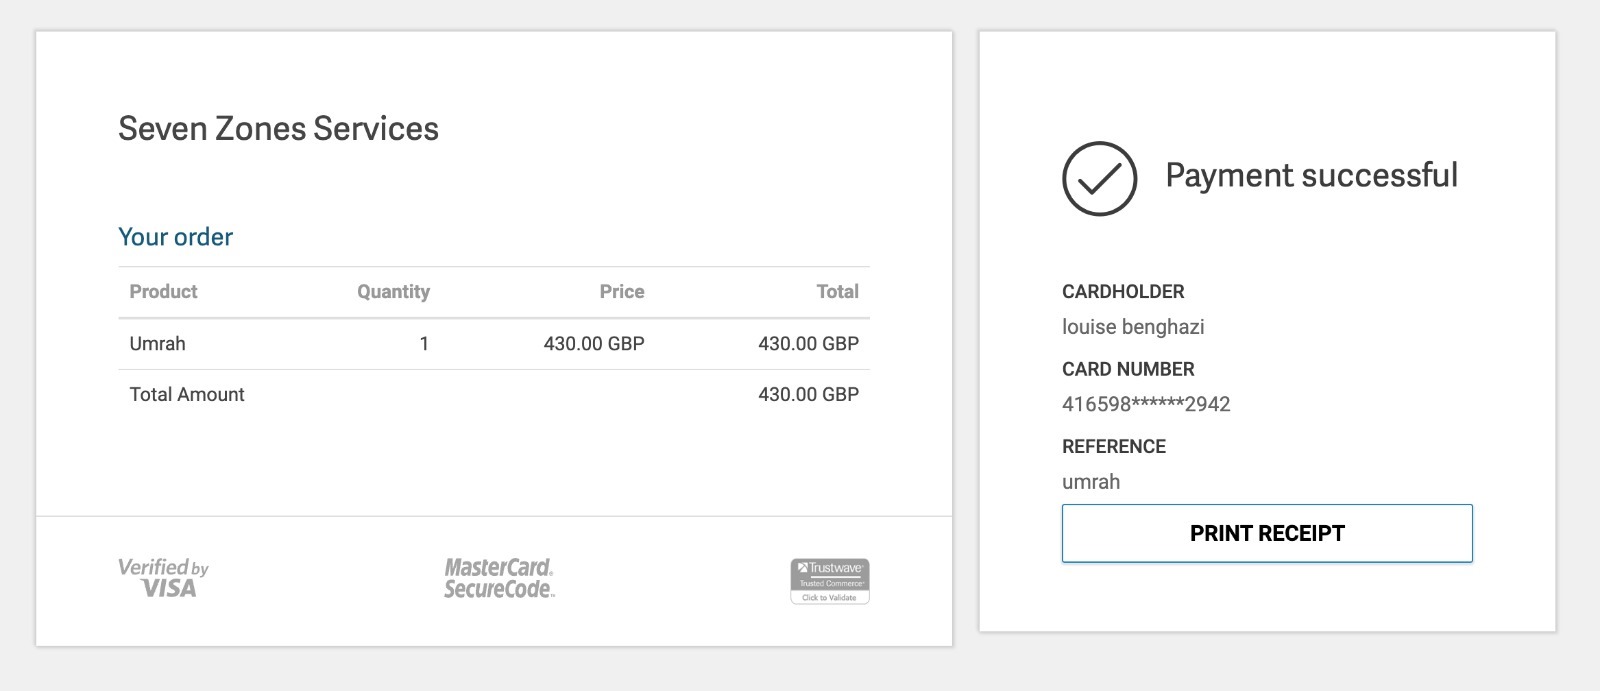 Seven Zones Services
Your order
Product Quantity Price Total
Umrah 1 430.00 GBP 430.00 GBP
Total Amount 430.00 GBP
Verified by
VISA
MasterCard.
SecureCode.
Trustwave
Trusted Commerce
Click to Validate
Payment successful
CARDHOLDER
louise benghazi
CARD NUMBER
416598******2942
REFERENCE
umrah
PRINT RECEIPT